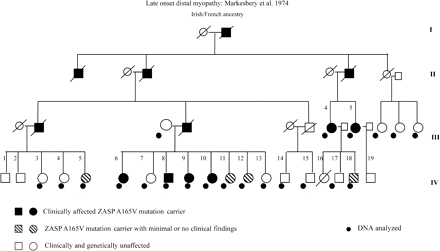 Late onset distal myopathy: Markesbery et al. 1974
Irish/French ancestry
I
II
4 5
III
1 2 3 4 5 6 7 8 9 10 11 12 13 14 15 16 17 18 19
IV
Clinically affected ZASP A165V mutation carrier
ZASP A165V mutation carrier with minimal or no clinical findings
DNA analyzed
Clinically and genetically unaffected